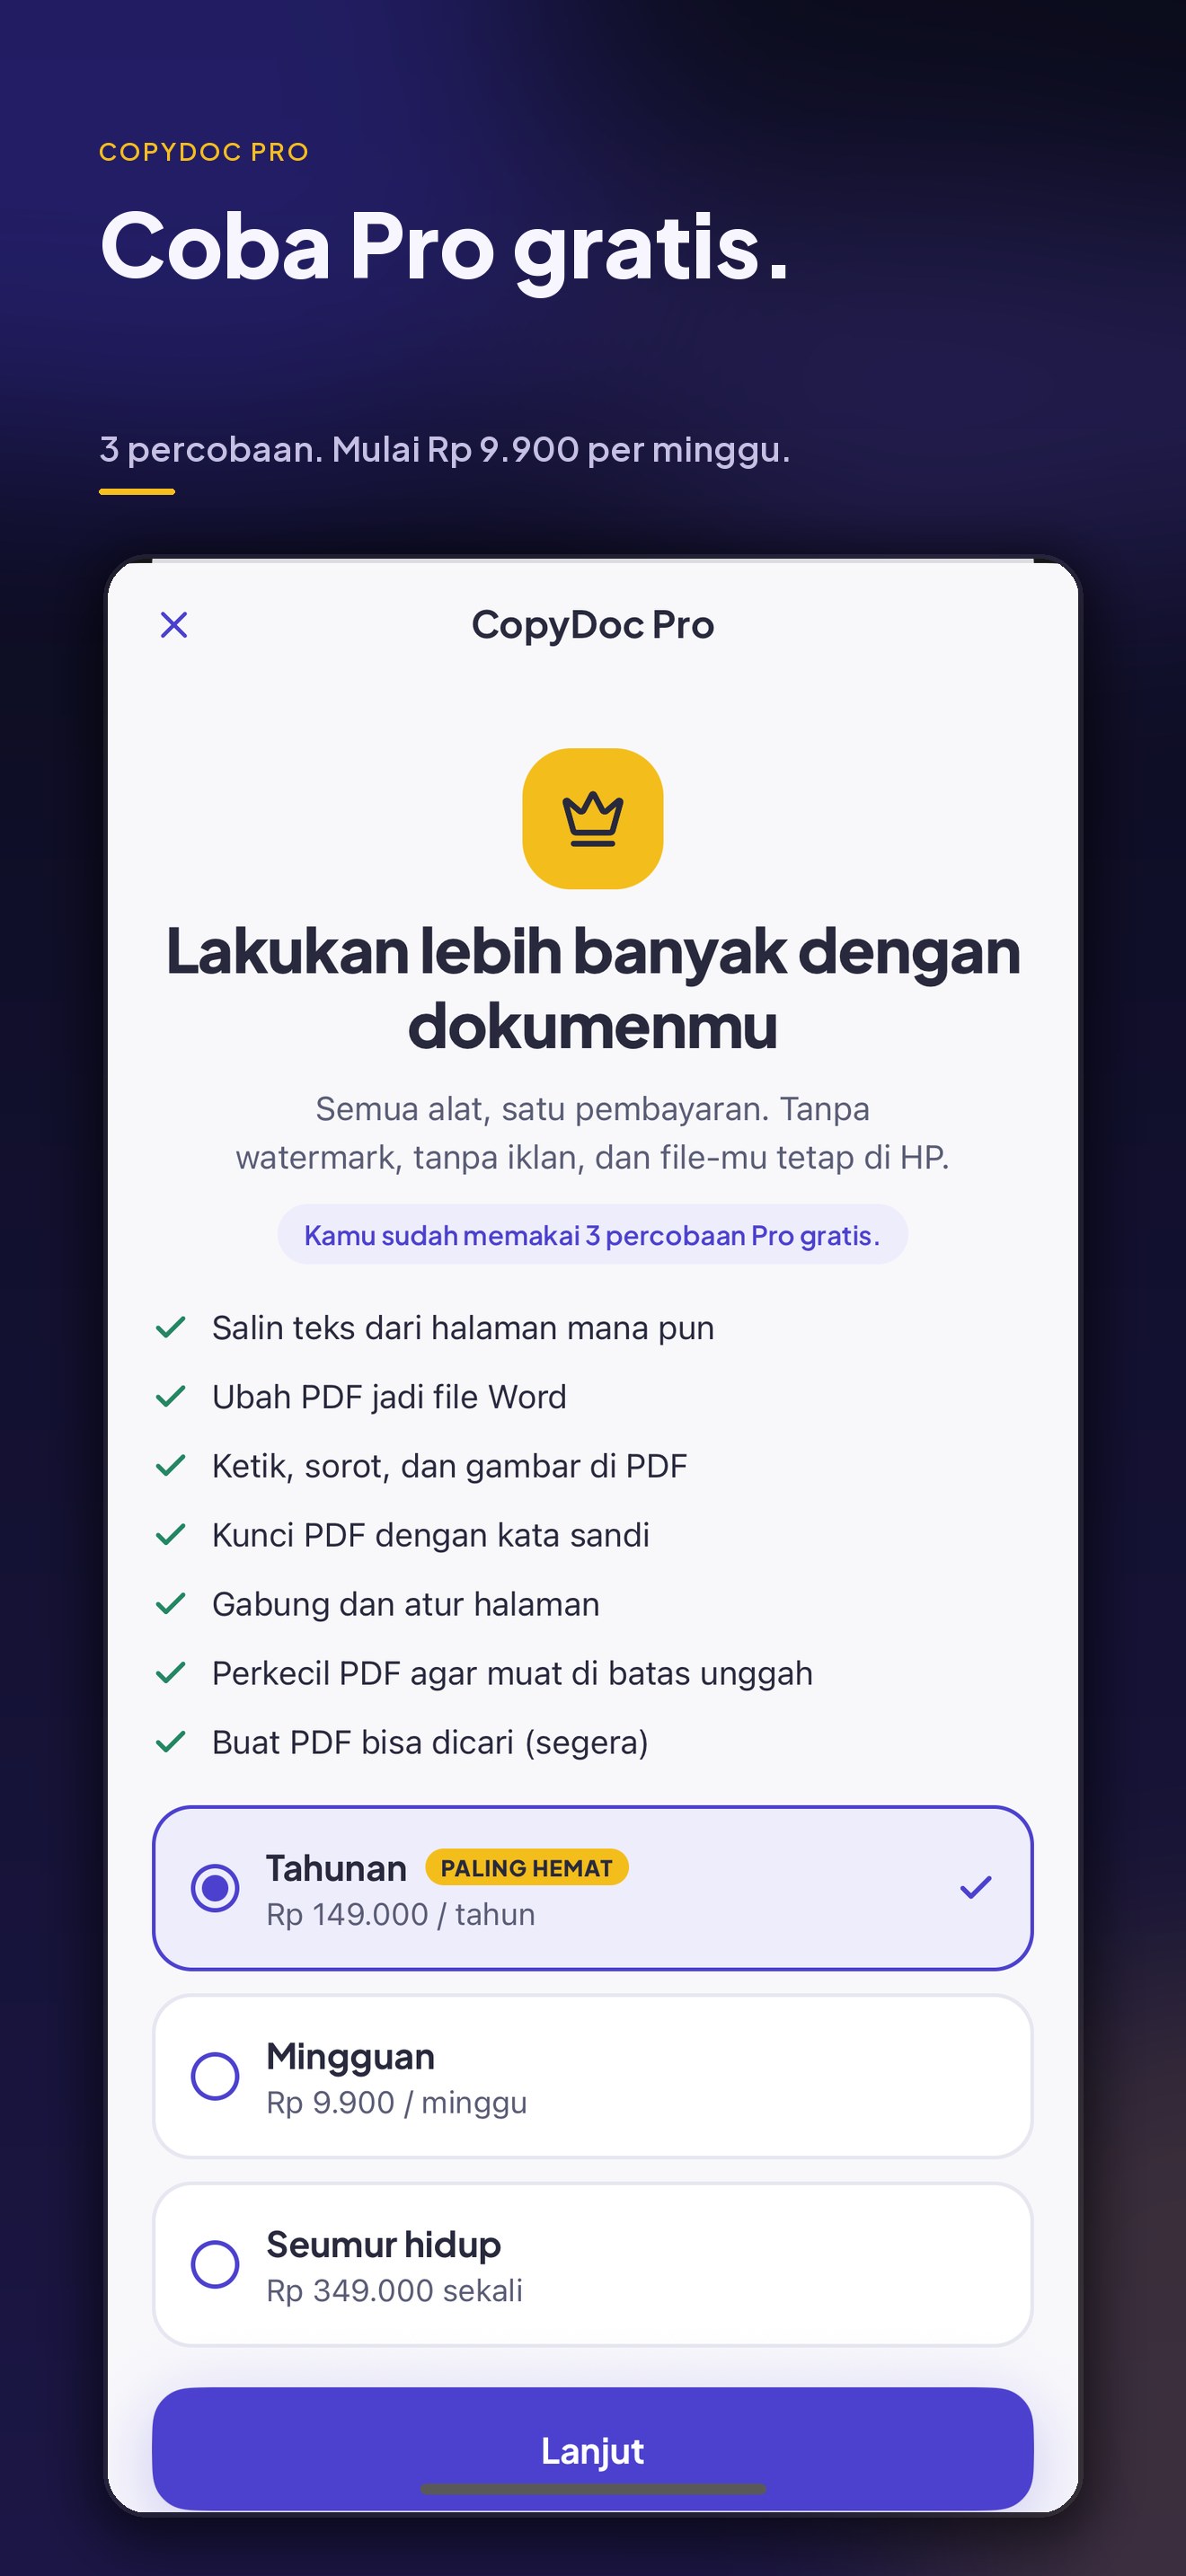 COPYDOC PRO
Coba Pro gratis.
3 percobaan. Mulai Rp 9.900 per minggu.
CopyDoc Pro
Lakukan lebih banyak dengan
dokumenmu
Semua alat, satu pembayaran. Tanpa
watermark, tanpa iklan, dan file-mu tetap di HP.
Kamu sudah memakai 3 percobaan Pro gratis.
Salin teks dari halaman mana pun
Ubah PDF jadi file Word
Ketik, sorot, dan gambar di PDF
Kunci PDF dengan kata sandi
Gabung dan atur halaman
Perkecil PDF agar muat di batas unggah
Buat PDF bisa dicari (segera)
Tahunan PALING HEMAT
Rp 149.000 / tahun
Mingguan
Rp 9.900 / minggu
Seumur hidup
Rp 349.000 sekali
Lanjut